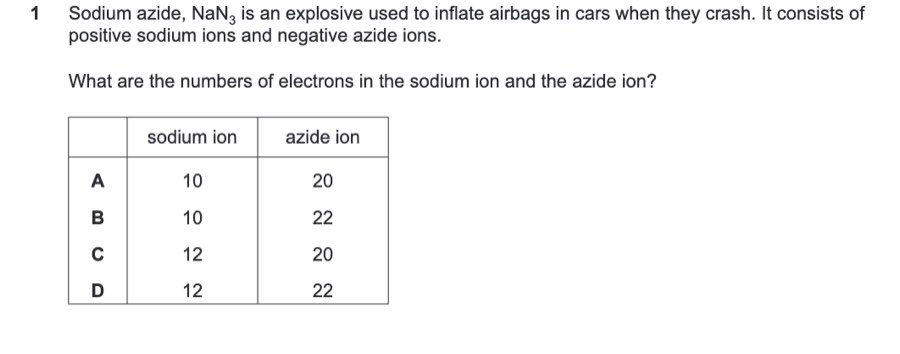 1 Sodium azide, NaN₃ is an explosive used to inflate airbags in cars when they crash. It consists of
positive sodium ions and negative azide ions.
What are the numbers of electrons in the sodium ion and the azide ion?
sodium ion azide ion
A 10 20
B 10 22
C 12 20
D 12 22